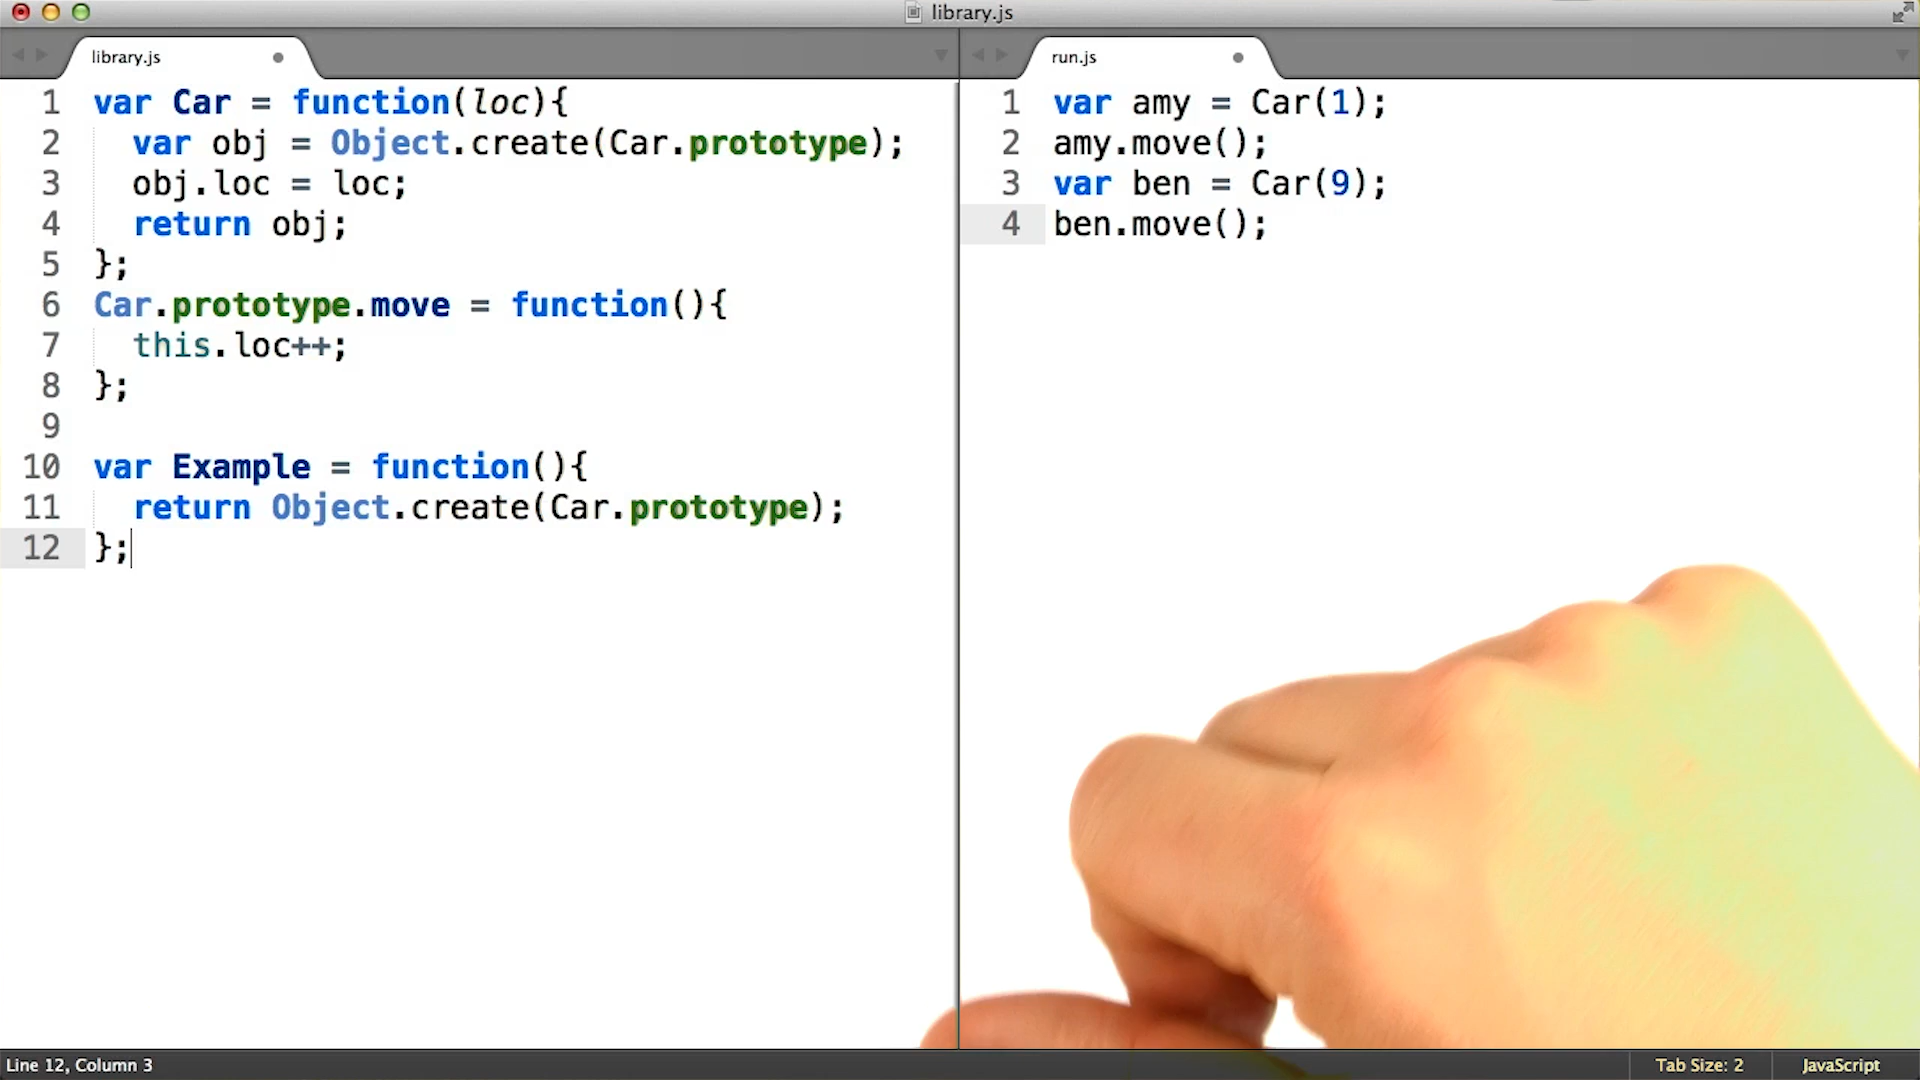 library.js
library.js
1 var Car = function(loc){
2 var obj = Object.create(Car.prototype);
3 obj.loc = loc;
4 return obj;
5 };
6 Car.prototype.move = function(){
7 this.loc++;
8 };
9
10 var Example = function(){
11 return Object.create(Car.prototype);
12 };
run.js
1 var amy = Car(1);
2 amy.move();
3 var ben = Car(9);
4 ben.move();
Line 12, Column 3
Tab Size: 2
JavaScript